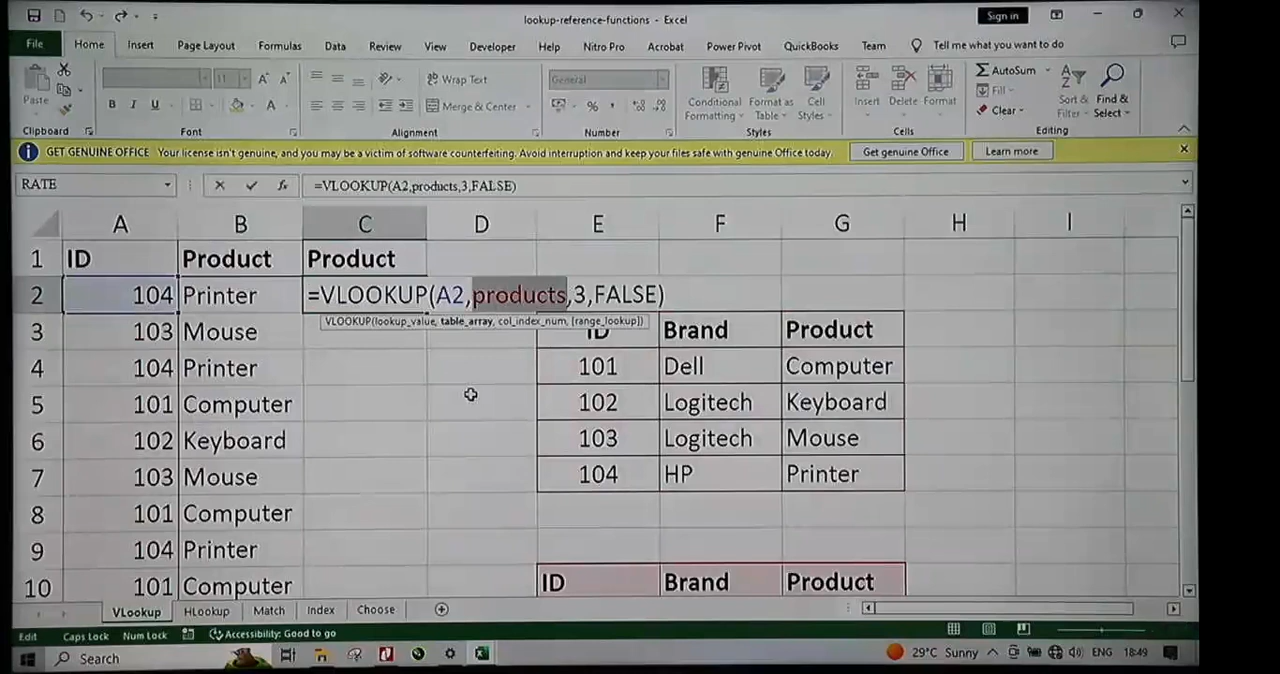 lookup-reference-functions - Excel
Sign in
File Home Insert Page Layout Formulas Data Review View Developer Help Nitro Pro Acrobat Power Pivot QuickBooks Team Tell me what you want to do
Paste
11
Wrap Text
General
Conditional Formatting
Format as Table
Cell Styles
Insert Delete Format
AutoSum
Fill
Clear
Sort & Filter
Find & Select
B I U
Merge & Center
Clipboard Font Alignment Number Styles Cells Editing
GET GENUINE OFFICE Your license isn't genuine, and you may be a victim of software counterfeiting. Avoid interruption and keep your files safe with genuine Office today. Get genuine Office Learn more
RATE =VLOOKUP(A2,products,3,FALSE)
A B C D E F G H I
1 ID Product Product
2 104 Printer =VLOOKUP(A2,products,3,FALSE)
VLOOKUP(lookup_value, table_array, col_index_num, [range_lookup])
3 103 Mouse ID Brand Product
4 104 Printer 101 Dell Computer
5 101 Computer 102 Logitech Keyboard
6 102 Keyboard 103 Logitech Mouse
7 103 Mouse 104 HP Printer
8 101 Computer
9 104 Printer
10 101 Computer ID Brand Product
VLookup HLookup Match Index Choose
Edit Caps Lock Num Lock Accessibility: Good to go
Search 29°C Sunny ENG 18:49